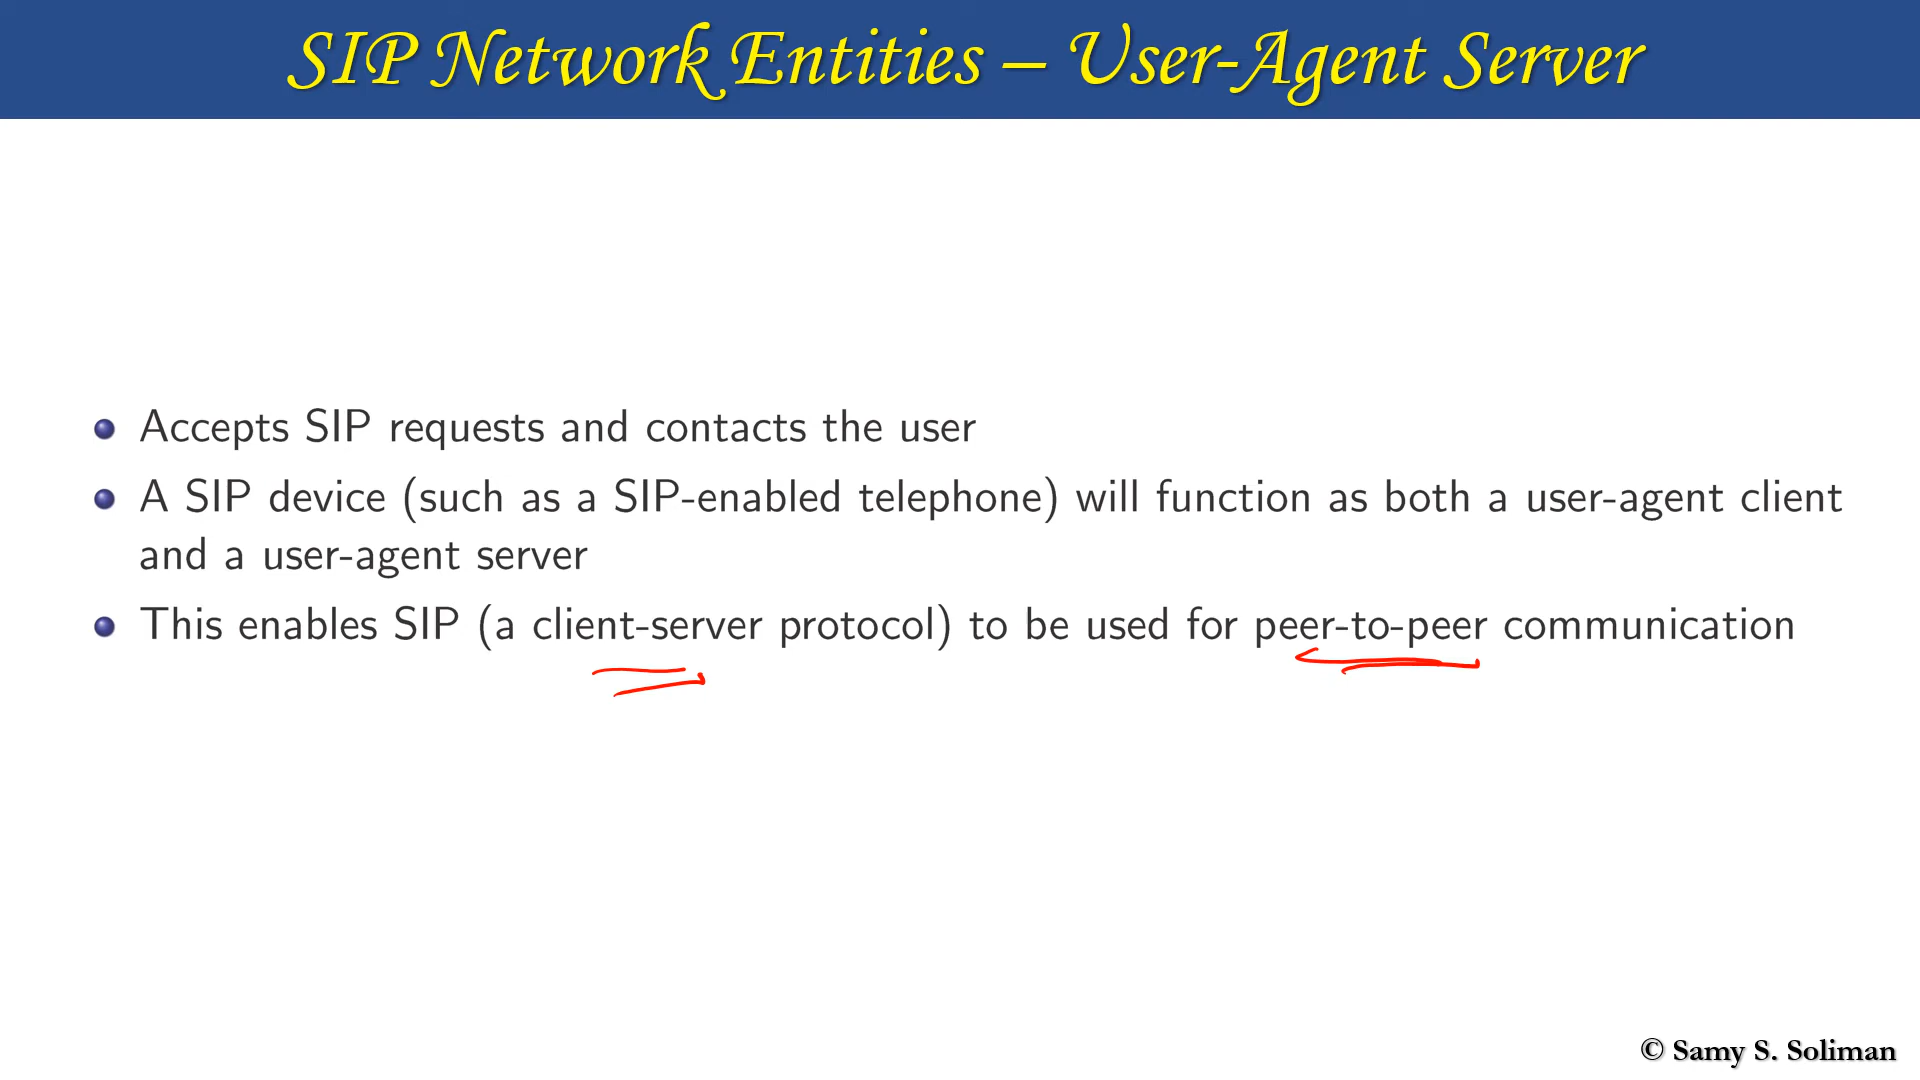 SIP Network Entities – User-Agent Server
Accepts SIP requests and contacts the user
A SIP device (such as a SIP-enabled telephone) will function as both a user-agent client
and a user-agent server
This enables SIP (a client-server protocol) to be used for peer-to-peer communication
© Samy S. Soliman